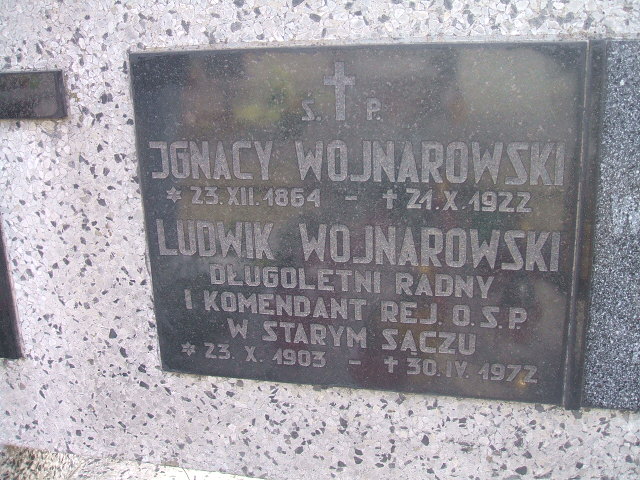 S. † P.
JGNACY WOJNAROWSKI
* 23.XII.1864 - † 21.X.1922
LUDWIK WOJNAROWSKI
DŁUGOLETNI RADNY
I KOMENDANT REJ. O.S.P.
W STARYM SĄCZU
* 23.X.1903 - † 30.IV.1972